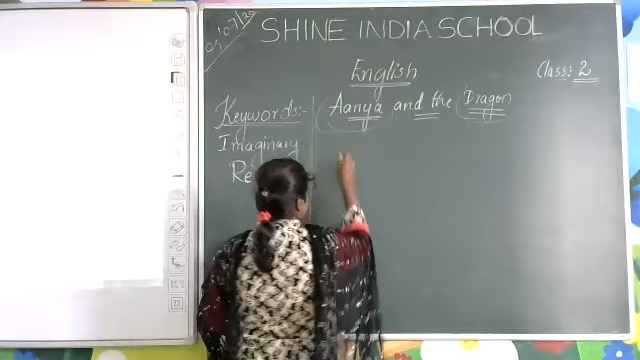 SHINE INDIA SCHOOL
English
Class: 2
Keywords:-
Aanya and the Dragon
Imaginary
Re